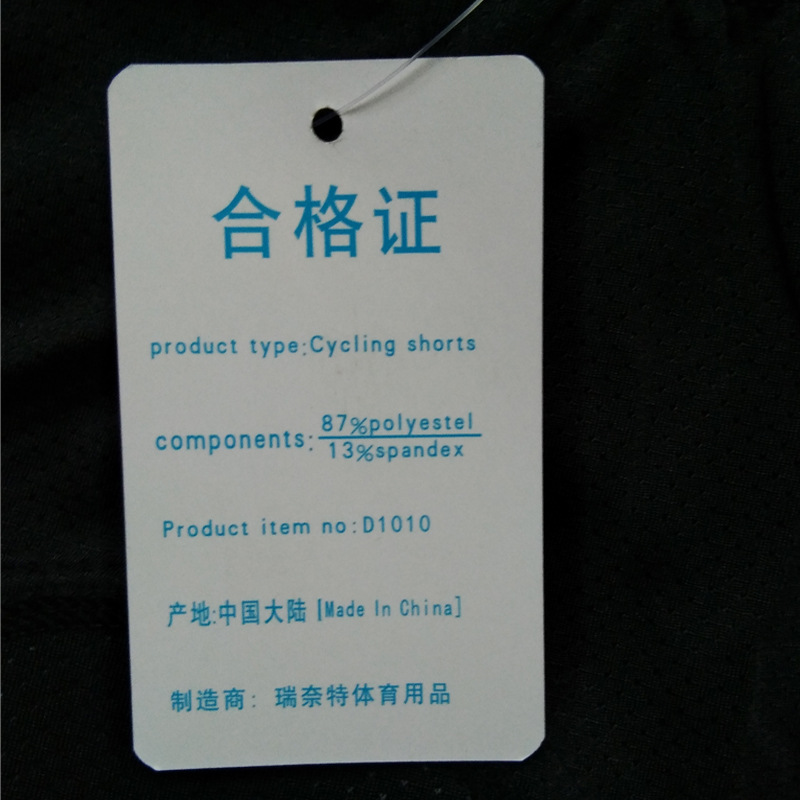 合格证
product type:Cycling shorts
components:
87%polyestel
13%spandex
Product item no:D1010
产地:中国大陆 [Made In China]
制造商: 瑞奈特体育用品